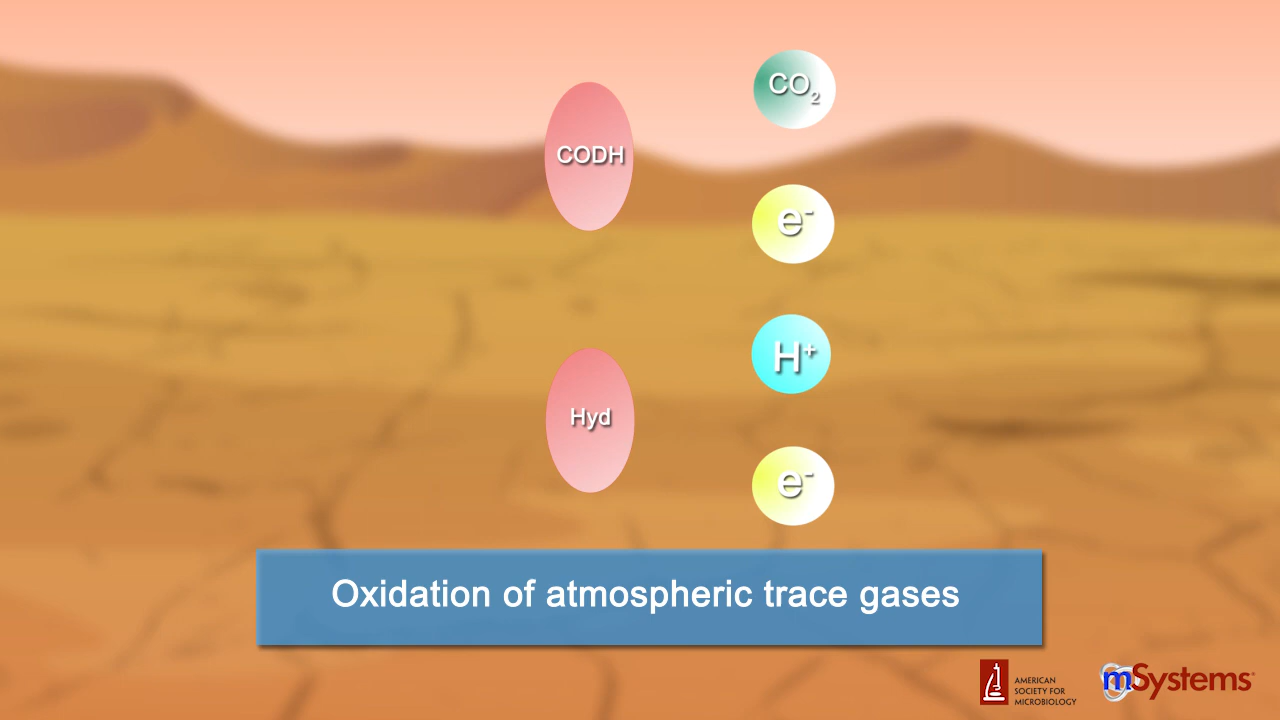 CO₂
CODH
e⁻
H⁺
Hyd
e⁻
Oxidation of atmospheric trace gases
AMERICAN
SOCIETY FOR
MICROBIOLOGY
mSystems